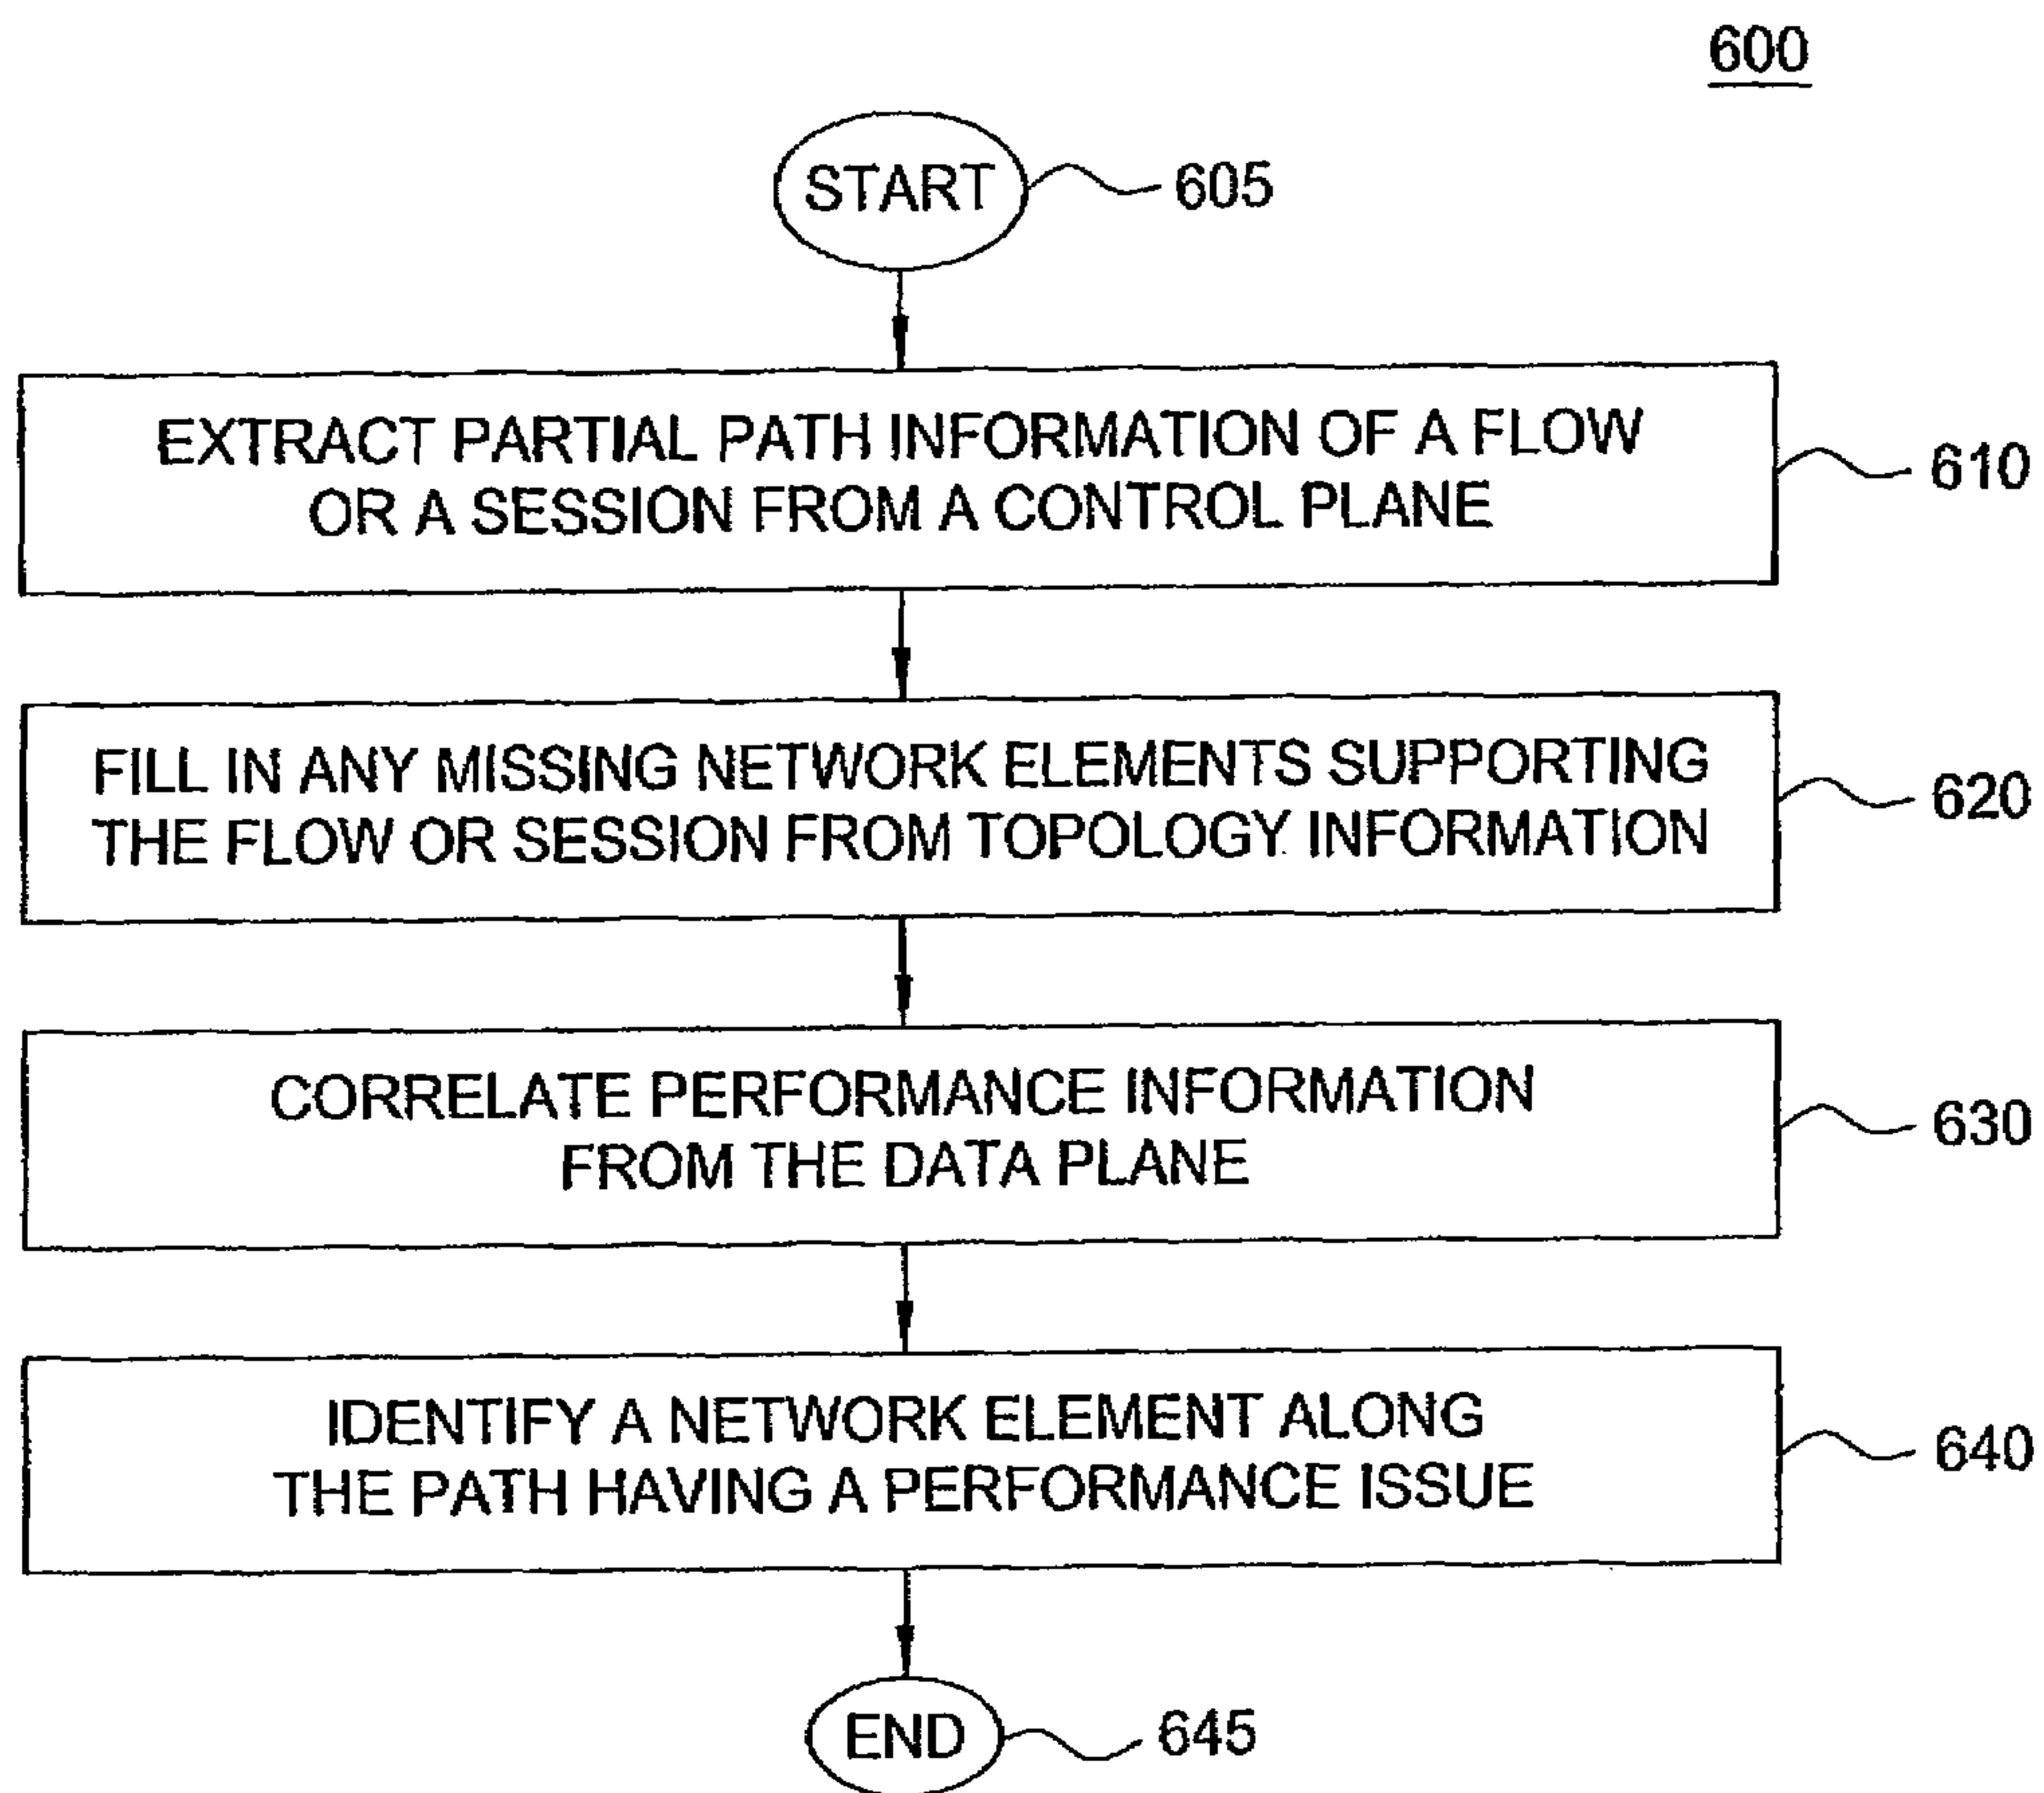 600
START
605
EXTRACT PARTIAL PATH INFORMATION OF A FLOW
OR A SESSION FROM A CONTROL PLANE
610
FILL IN ANY MISSING NETWORK ELEMENTS SUPPORTING
THE FLOW OR SESSION FROM TOPOLOGY INFORMATION
620
CORRELATE PERFORMANCE INFORMATION
FROM THE DATA PLANE
630
IDENTIFY A NETWORK ELEMENT ALONG
THE PATH HAVING A PERFORMANCE ISSUE
640
END
645